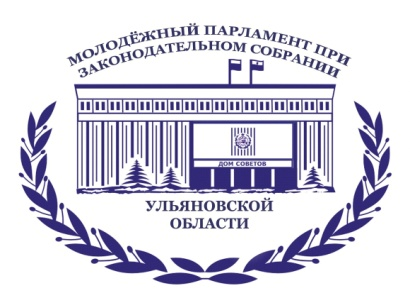 МОЛОДЁЖНЫЙ ПАРЛАМЕНТ ПРИ
ЗАКОНОДАТЕЛЬНОМ СОБРАНИИ
ДОМ СОВЕТОВ
УЛЬЯНОВСКОЙ
ОБЛАСТИ